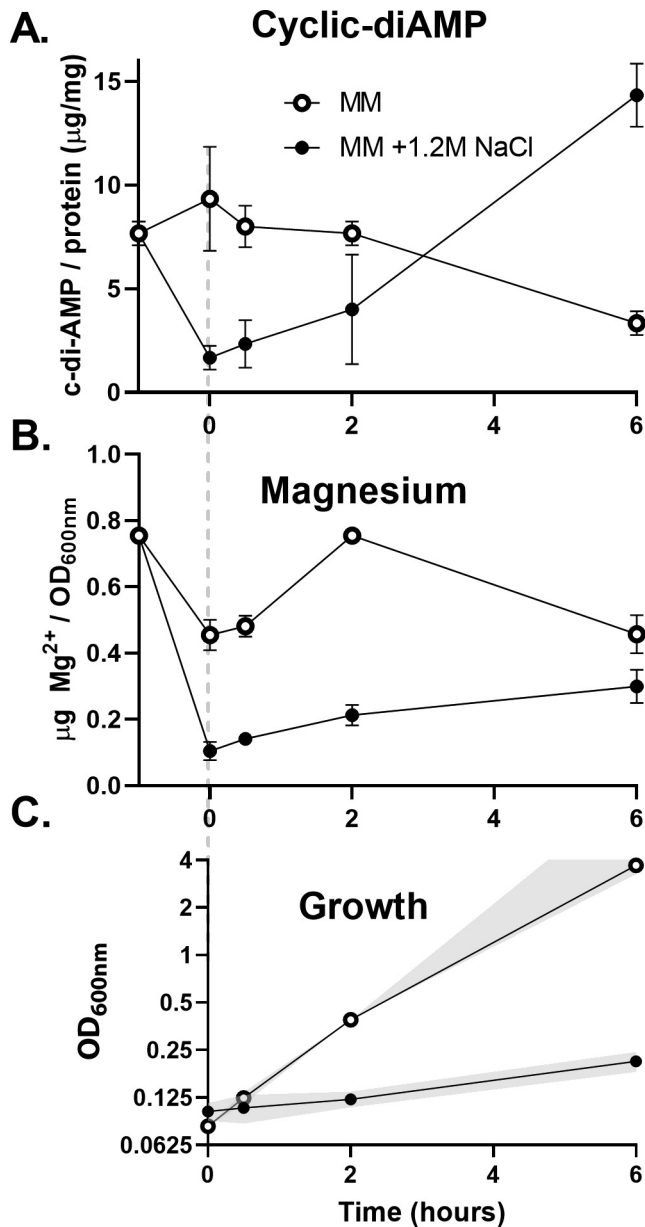 A.
Cyclic-diAMP
c-di-AMP / protein (μg/mg)
15
10
5
0
MM
MM +1.2M NaCl
0
2
4
6
B.
Magnesium
μg Mg²⁺ / OD₆₀₀ₙₘ
1.0
0.8
0.6
0.4
0.2
0.0
0
2
4
6
C.
Growth
OD₆₀₀ₙₘ
4
2
1
0.5
0.25
0.125
0.0625
0
2
4
6
Time (hours)